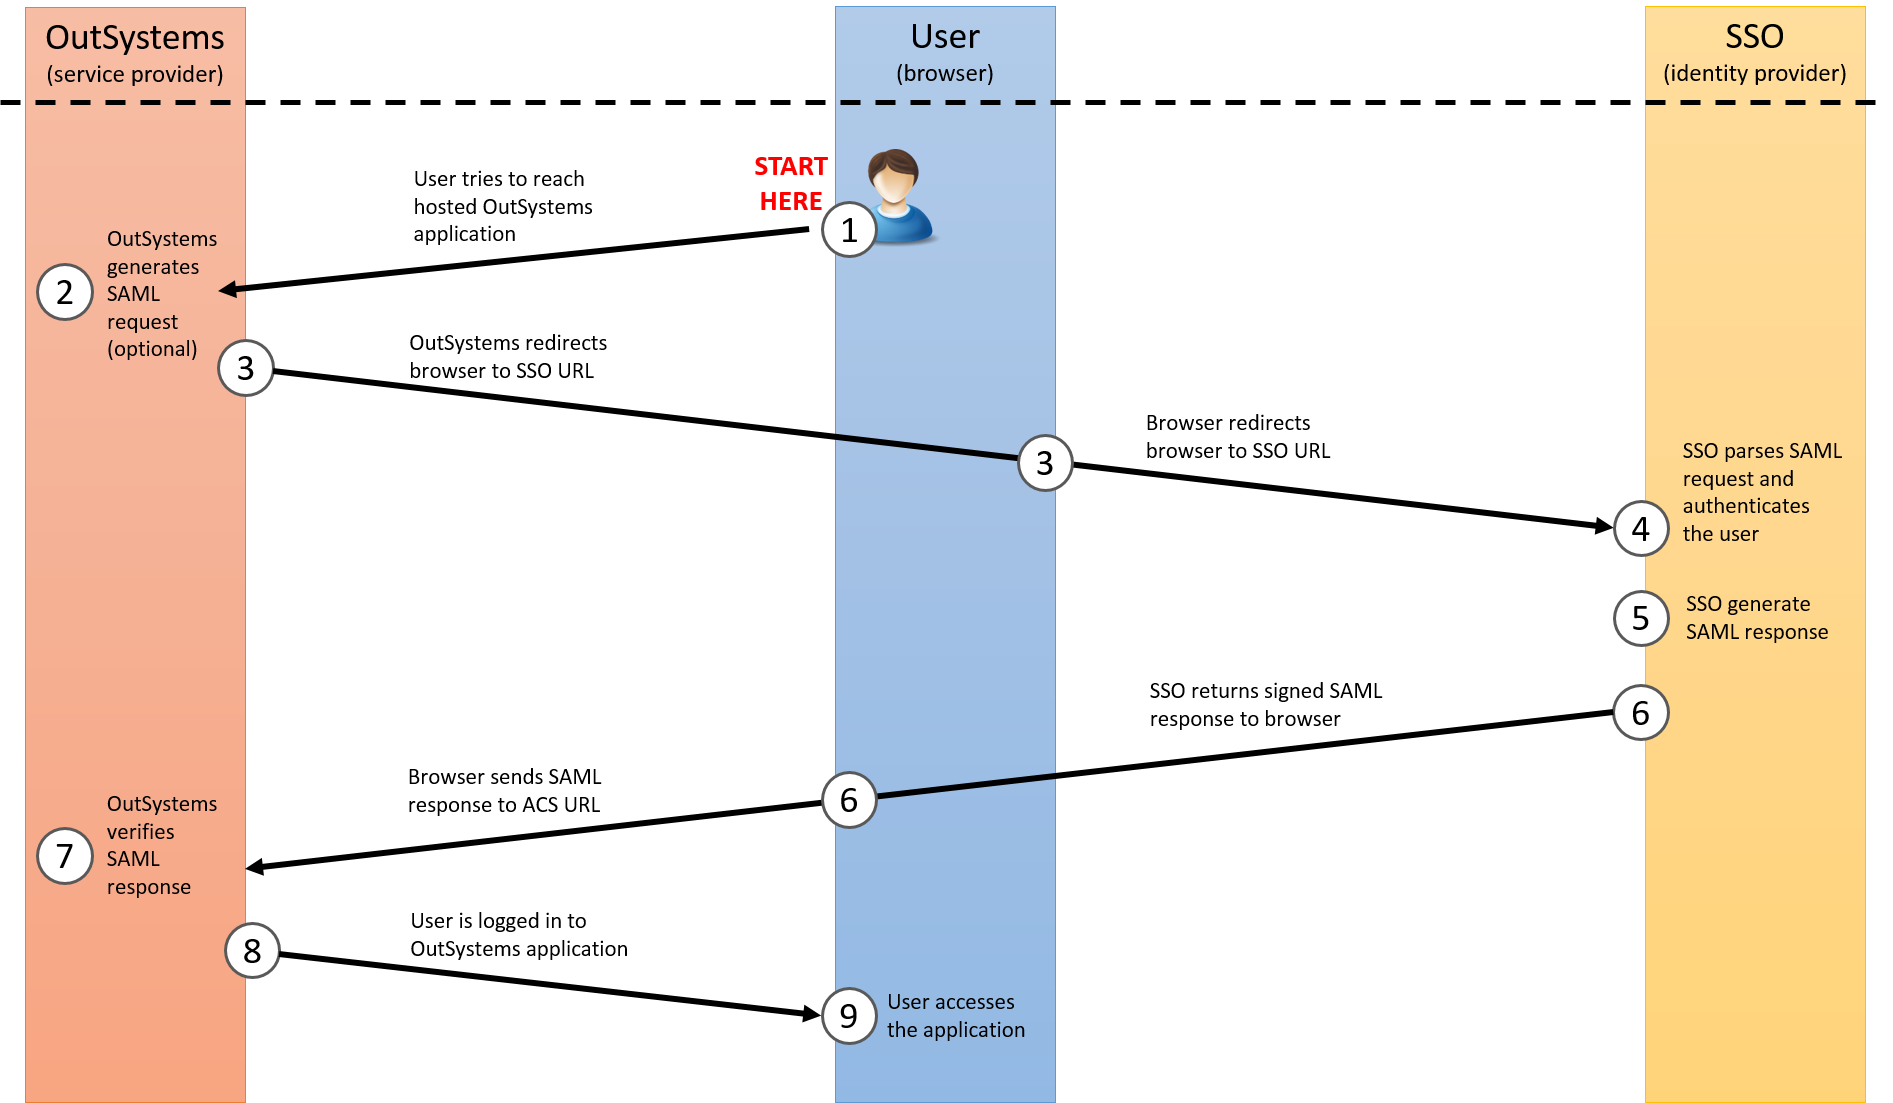 OutSystems
(service provider)
User
(browser)
SSO
(identity provider)
START
HERE
1
User tries to reach
hosted OutSystems
application
2
OutSystems
generates
SAML
request
(optional)
3
OutSystems redirects
browser to SSO URL
3
Browser redirects
browser to SSO URL
4
SSO parses SAML
request and
authenticates
the user
5
SSO generate
SAML response
6
SSO returns signed SAML
response to browser
6
Browser sends SAML
response to ACS URL
7
OutSystems
verifies
SAML
response
8
User is logged in to
OutSystems application
9
User accesses
the application